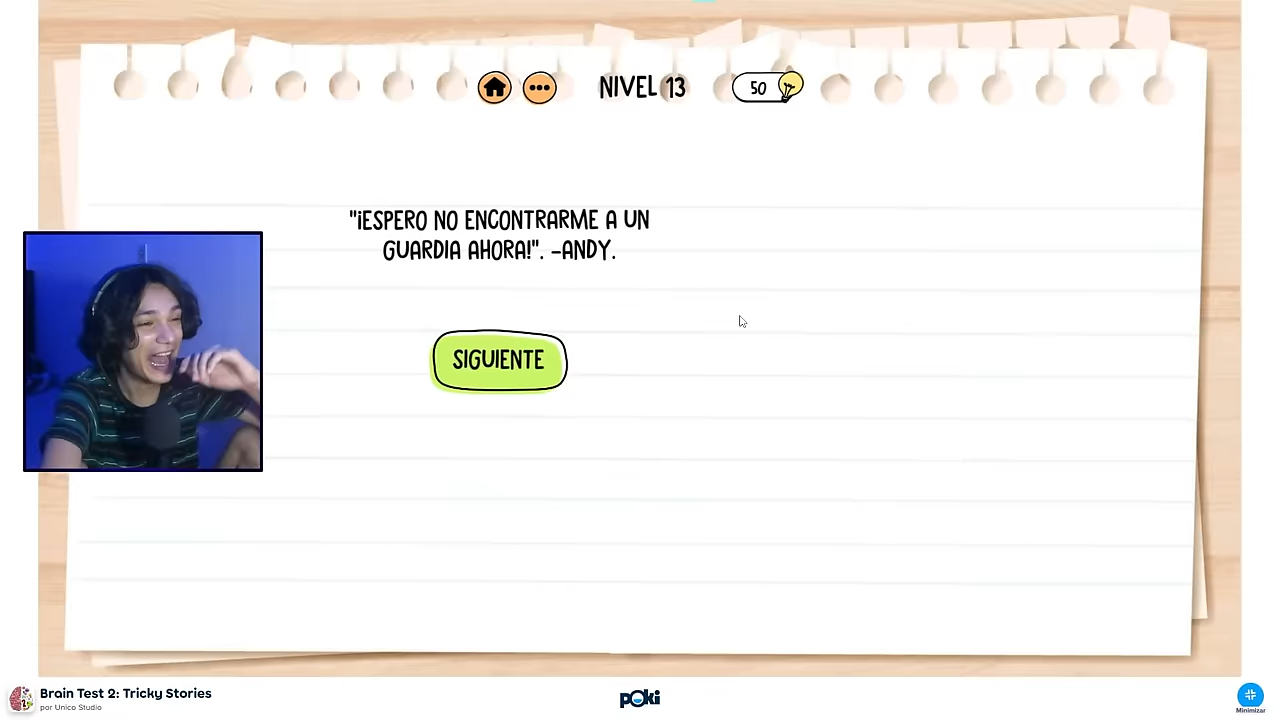 NIVEL 13
50
"¡ESPERO NO ENCONTRARME A UN
GUARDIA AHORA!". -ANDY.
SIGUIENTE
Brain Test 2: Tricky Stories
por Unico Studio
poki
Minimizar